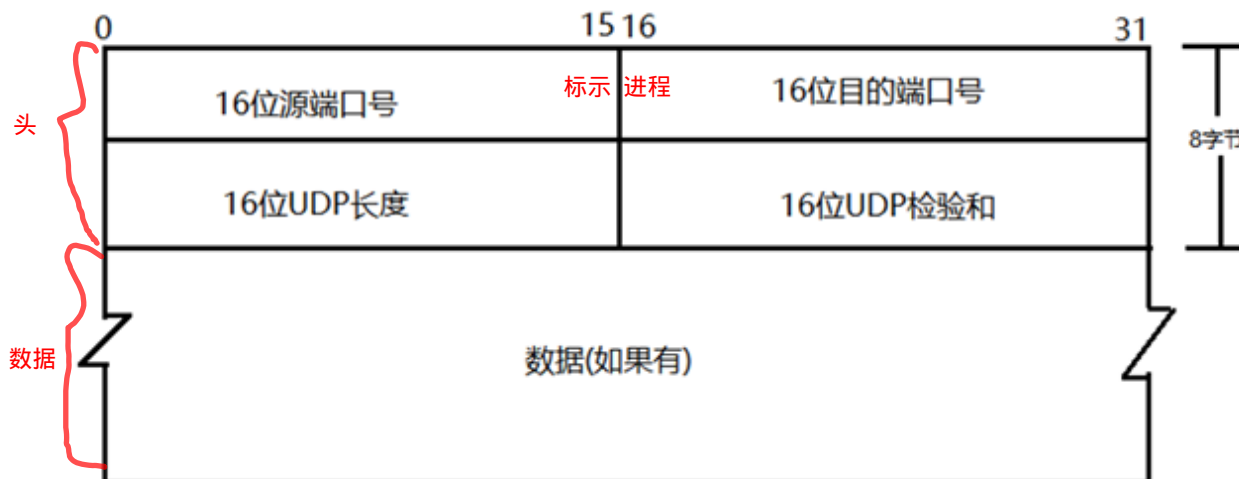 0 15 16 31
16位源端口号 标示 进程 16位目的端口号
头
8字节
16位UDP长度 16位UDP检验和
数据 数据(如果有)